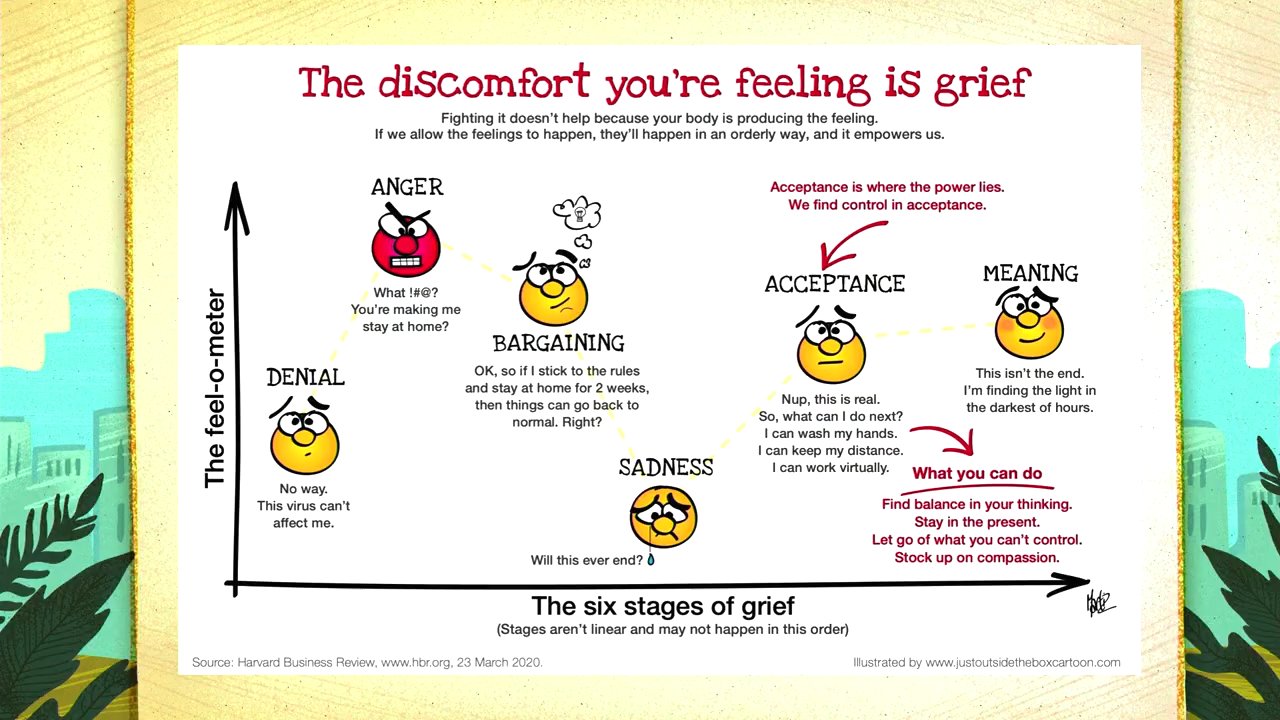 The discomfort you're feeling is grief
Fighting it doesn't help because your body is producing the feeling.
If we allow the feelings to happen, they'll happen in an orderly way, and it empowers us.
The feel-o-meter
DENIAL
No way.
This virus can't
affect me.
ANGER
What !#@?
You're making me
stay at home?
BARGAINING
OK, so if I stick to the rules
and stay at home for 2 weeks,
then things can go back to
normal. Right?
SADNESS
Will this ever end?
Acceptance is where the power lies.
We find control in acceptance.
ACCEPTANCE
Nup, this is real.
So, what can I do next?
I can wash my hands.
I can keep my distance.
I can work virtually.
MEANING
This isn't the end.
I'm finding the light in
the darkest of hours.
What you can do
Find balance in your thinking.
Stay in the present.
Let go of what you can't control.
Stock up on compassion.
The six stages of grief
(Stages aren't linear and may not happen in this order)
Source: Harvard Business Review, www.hbr.org, 23 March 2020.
Illustrated by www.justoutsidetheboxcartoon.com